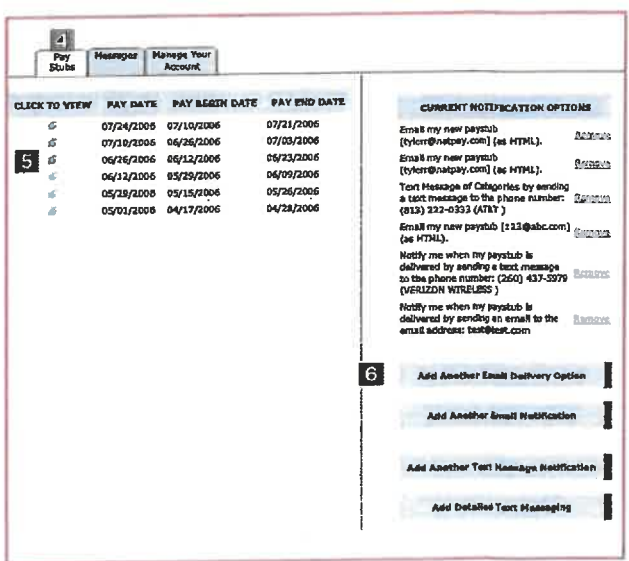 4
Pay Stubs
Messages
Manage Your Account
CLICK TO VIEW PAY DATE PAY BEGIN DATE PAY END DATE
07/24/2006 07/10/2006 07/21/2006
07/10/2006 06/26/2006 07/03/2006
5
06/26/2006 06/12/2006 06/23/2006
06/12/2006 05/29/2006 06/09/2006
05/29/2006 05/15/2006 05/26/2006
05/01/2006 04/17/2006 04/28/2006
CURRENT NOTIFICATION OPTIONS
Email my new paystub
[tylerr@natpay.com] (as HTML). Remove
Email my new paystub
[tylerr@natpay.com] (as HTML). Remove
Text Message of Categories by sending
a text message to the phone number: Remove
(813) 222-0333 (AT&T )
Email my new paystub [123@abc.com] Remove
(as HTML).
Notify me when my paystub is
delivered by sending a text message
to the phone number: (260) 437-5979 Remove
(VERIZON WIRELESS )
Notify me when my paystub is
delivered by sending an email to the Remove
email address: test@test.com
6
Add Another Email Delivery Option
Add Another Email Notification
Add Another Text Message Notification
Add Detailed Text Messaging